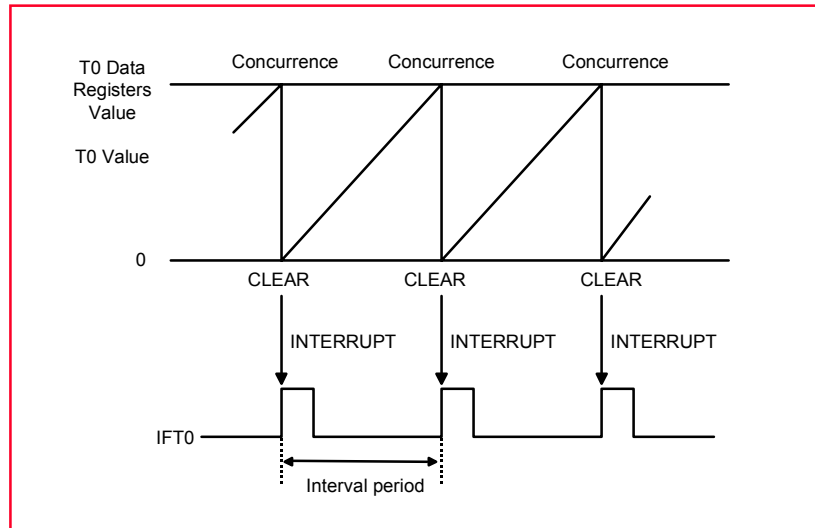 T0 Data
Registers
Value
Concurrence Concurrence Concurrence
T0 Value
0
CLEAR CLEAR CLEAR
INTERRUPT INTERRUPT INTERRUPT
IFT0
Interval period